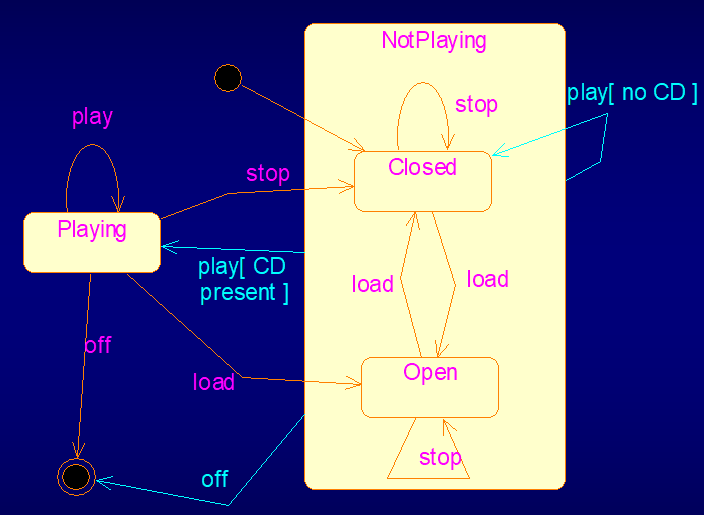 NotPlaying
play[ no CD ]
stop
play
Closed
stop
Playing
play[ CD
present ]
load
load
off
Open
load
stop
off